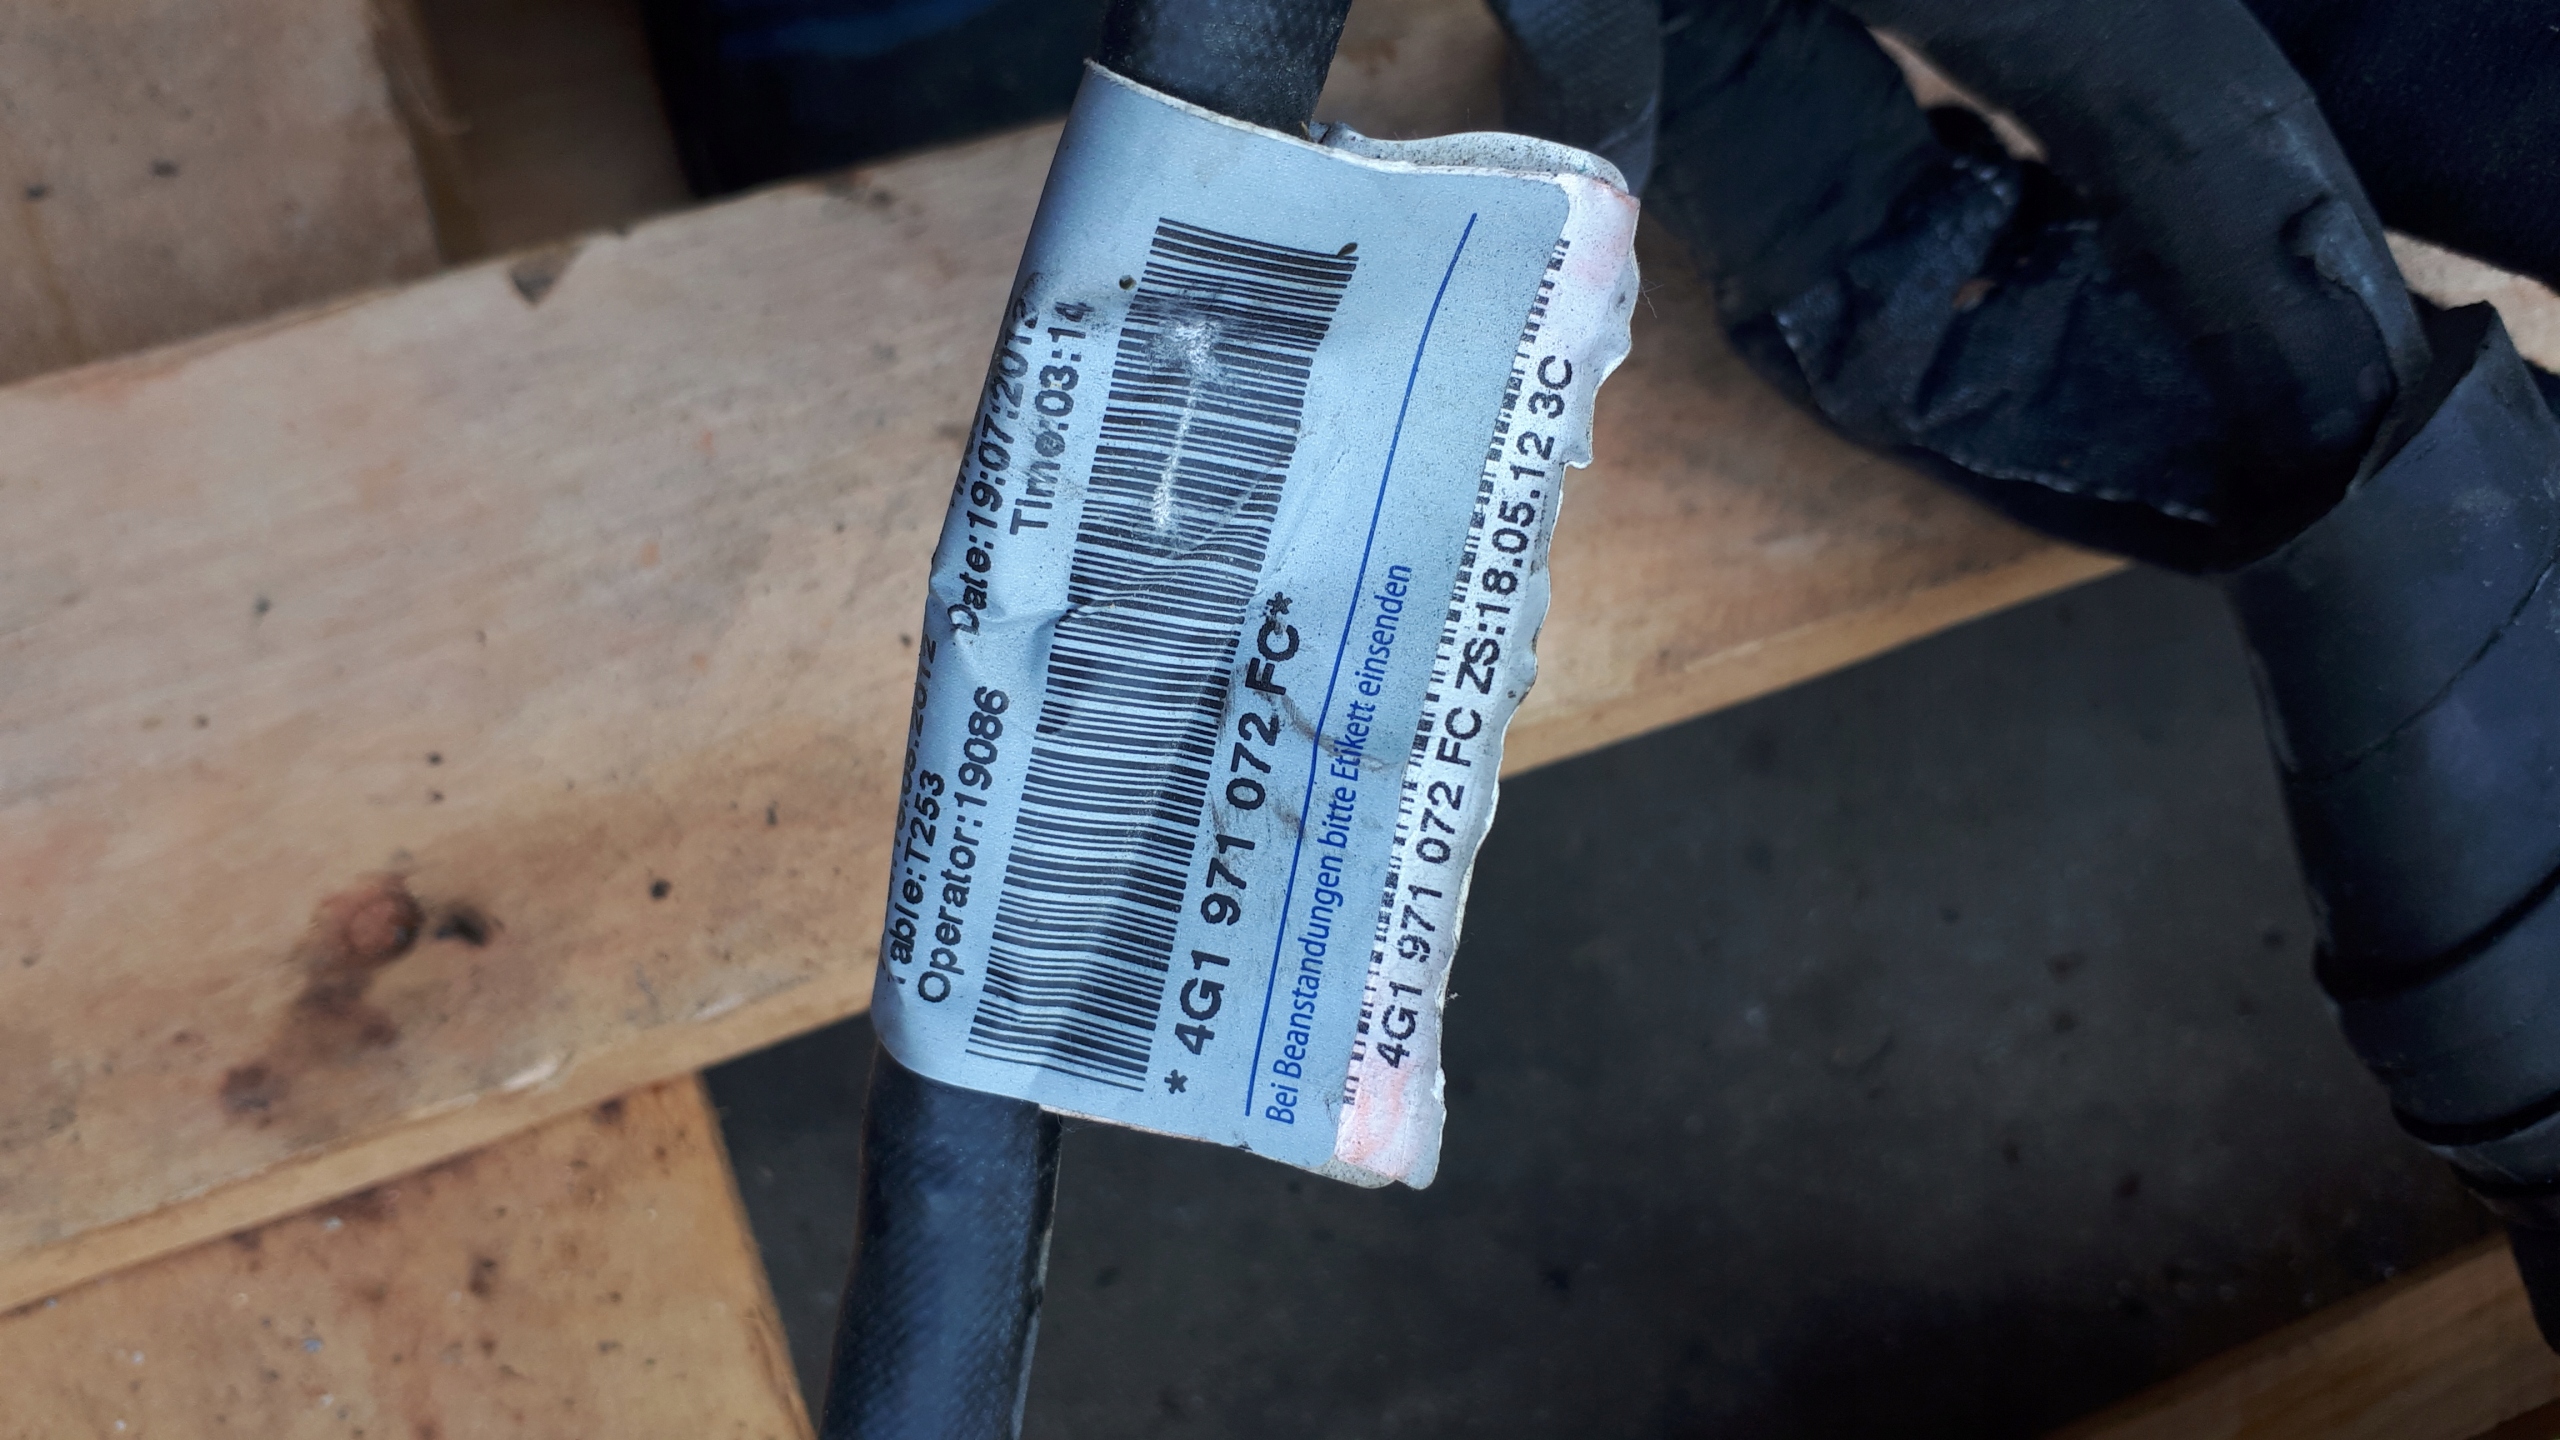 Table:T253
Operator:19086
Date:19:07:2012
Time:03:14
* 4G1 971 072 FC*
Bei Beanstandungen bitte Etikett einsenden
4G1 971 072 FC ZS:18.05.12 3C